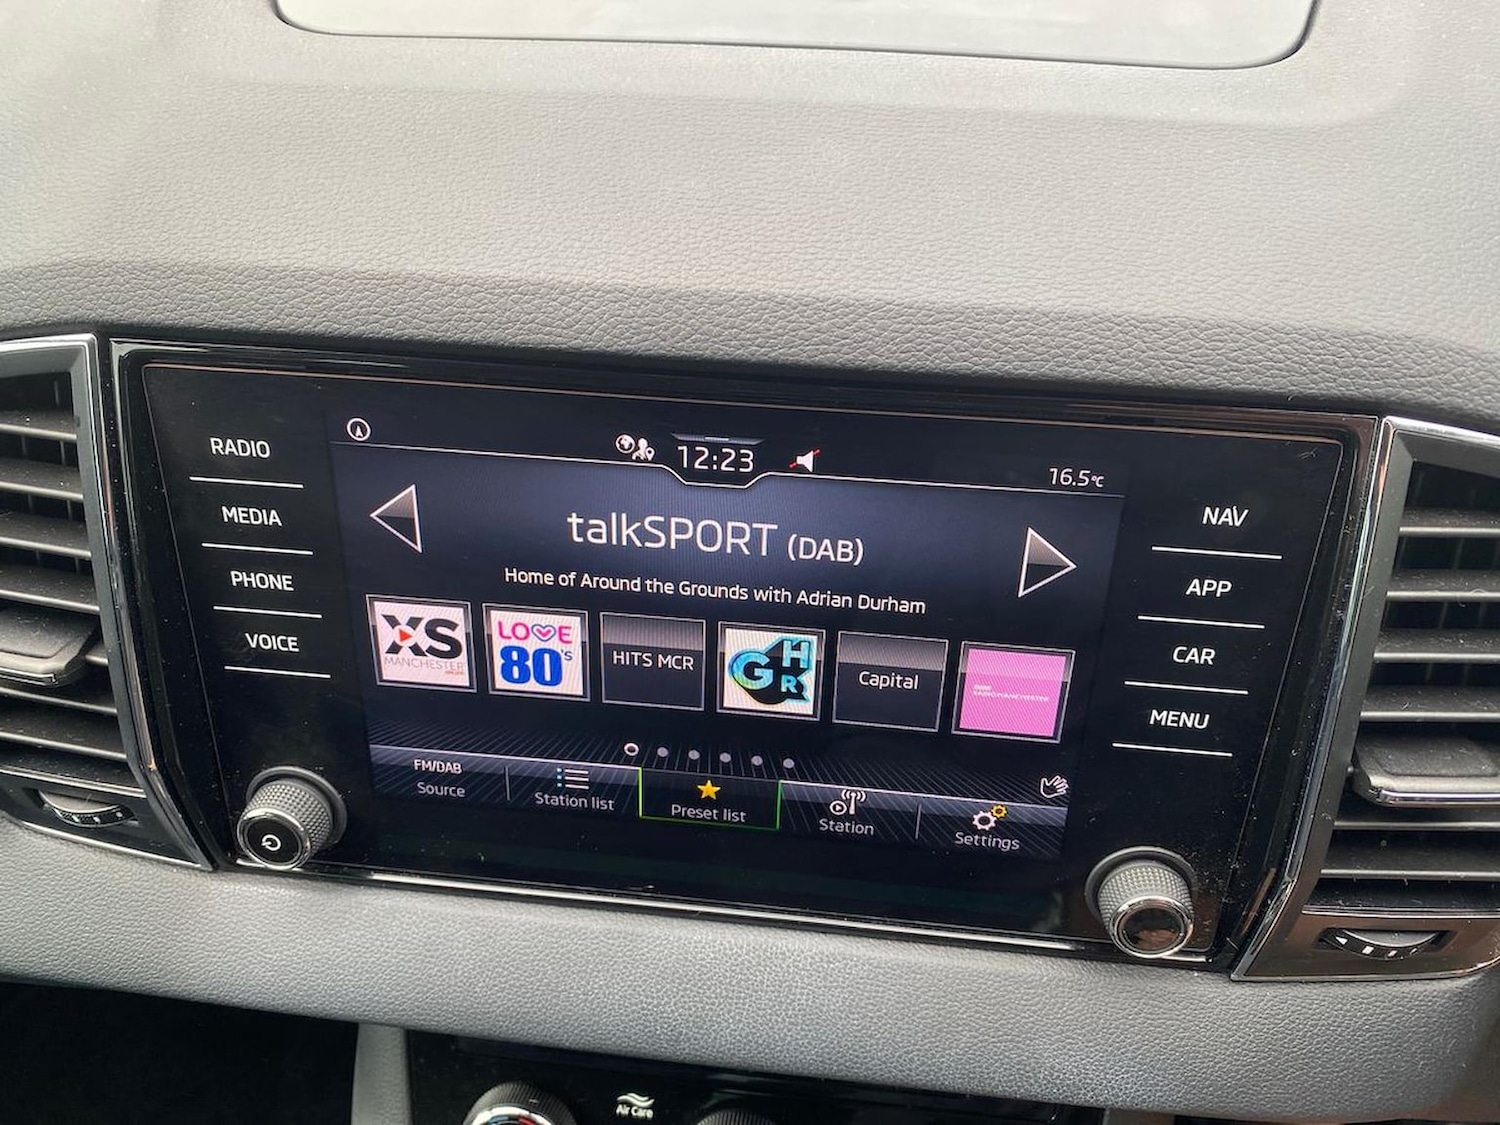 RADIO
MEDIA
PHONE
VOICE
12:23
16.5°C
talkSPORT (DAB)
Home of Around the Grounds with Adrian Durham
XS
MANCHESTER
LOVE
80's
HITS MCR
GHR
Capital
RADIO MANCHESTER
FM/DAB
Source
Station list
Preset list
Station
Settings
NAV
APP
CAR
MENU
Air Care